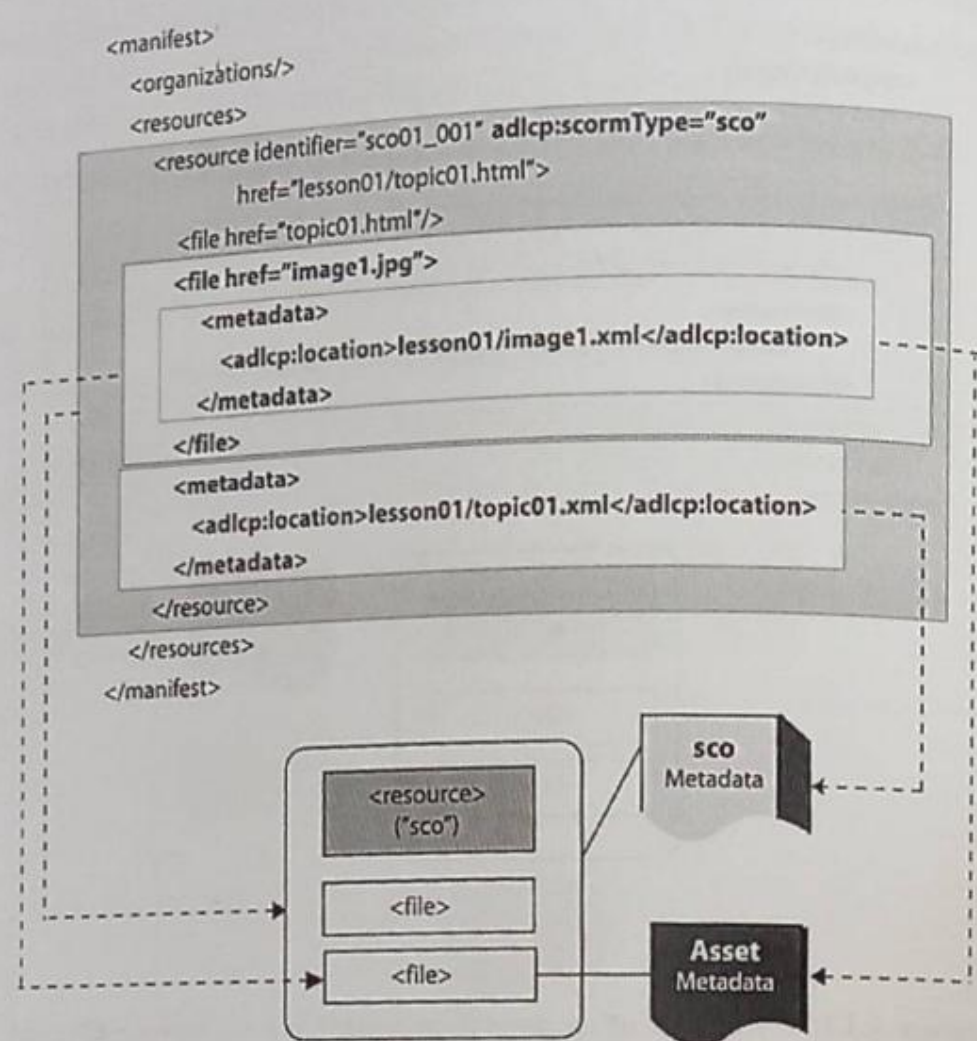 <manifest>
<organizations/>
<resources>
<resource identifier="sco01_001" adlcp:scormType="sco"
href="lesson01/topic01.html">
<file href="topic01.html"/>
<file href="image1.jpg">
<metadata>
<adlcp:location>lesson01/image1.xml</adlcp:location>
</metadata>
</file>
<metadata>
<adlcp:location>lesson01/topic01.xml</adlcp:location>
</metadata>
</resource>
</resources>
</manifest>
<resource>
("sco")
<file>
<file>
sco
Metadata
Asset
Metadata